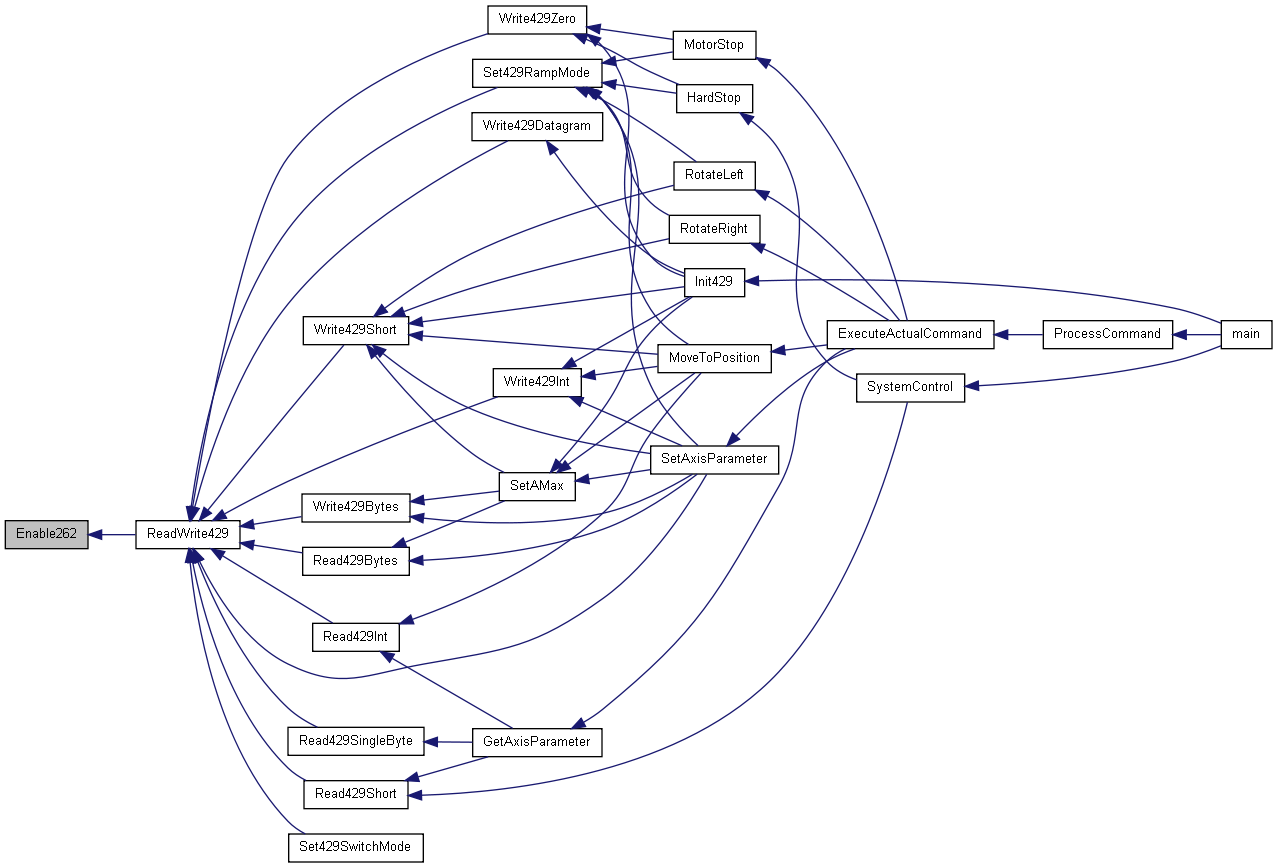 Write429Zero
MotorStop
Set429RampMode
HardStop
Write429Datagram
RotateLeft
RotateRight
Init429
Write429Short
ExecuteActualCommand
ProcessCommand
main
MoveToPosition
Write429Int
SystemControl
SetAxisParameter
SetAMax
Write429Bytes
Enable262
ReadWrite429
Read429Bytes
Read429Int
Read429SingleByte
GetAxisParameter
Read429Short
Set429SwitchMode